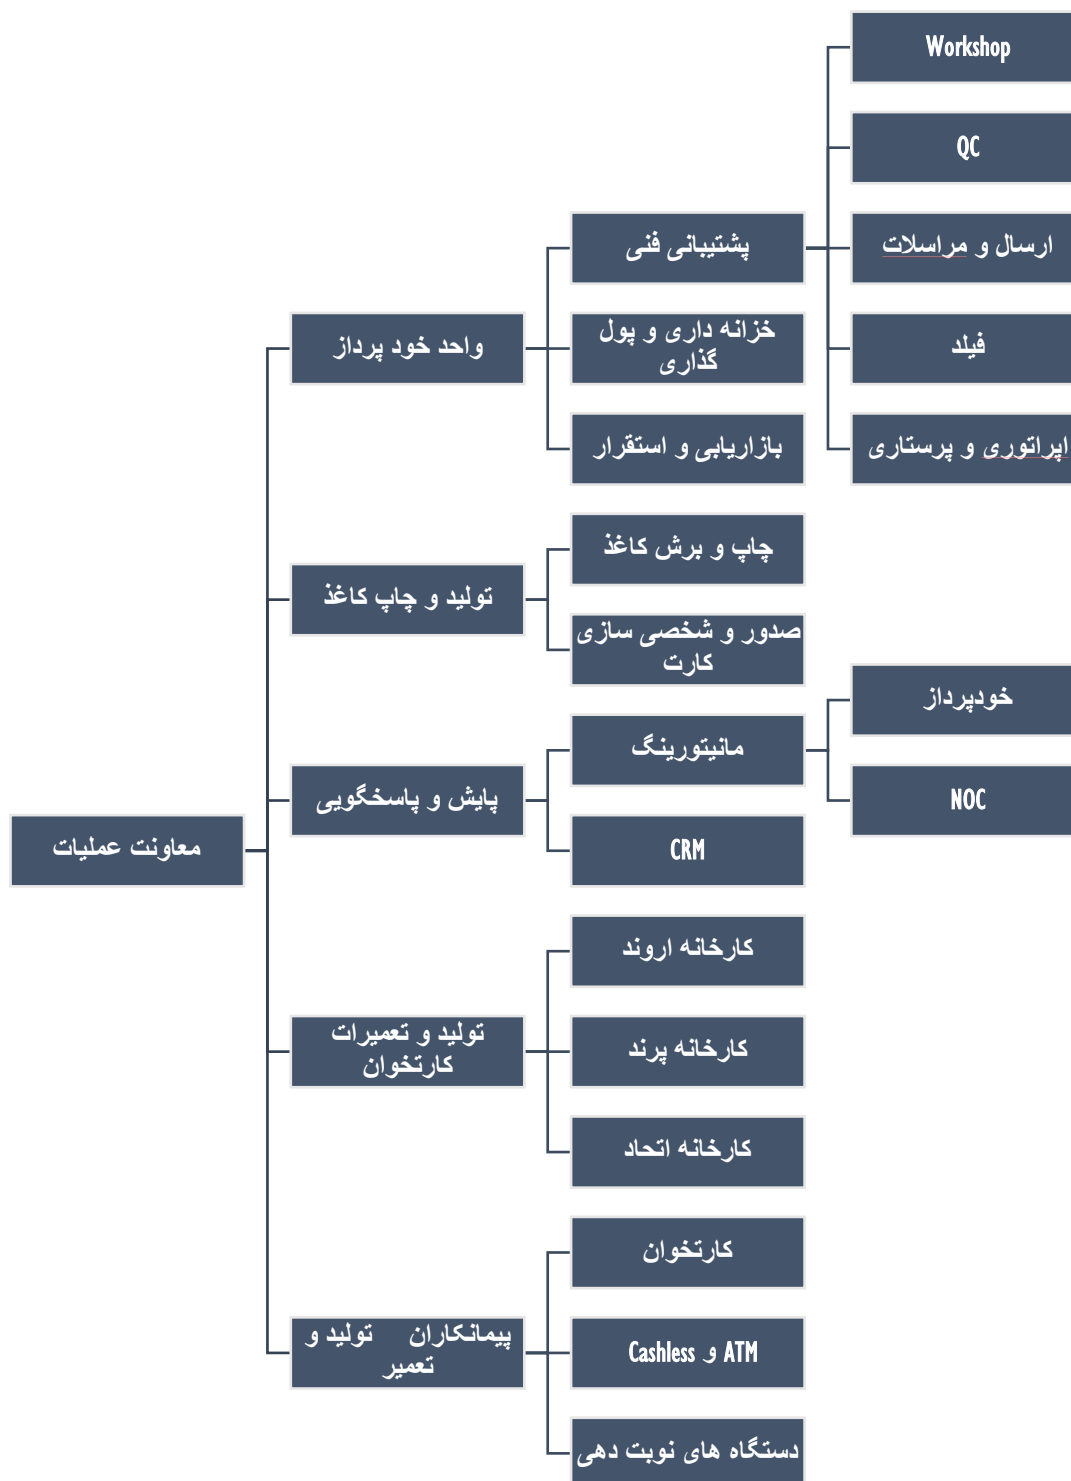 معاونت عملیات
واحد خود پرداز
پشتیبانی فنی
Workshop
QC
ارسال و مراسلات
فیلد
اپراتوری و پرستاری
خزانه داری و پول
گذاری
بازاریابی و استقرار
تولید و چاپ کاغذ
چاپ و برش کاغذ
صدور و شخصی سازی
کارت
پایش و پاسخگویی
مانیتورینگ
خودپرداز
NOC
CRM
تولید و تعمیرات
کارتخوان
کارخانه اروند
کارخانه پرند
کارخانه اتحاد
پیمانکاران تولید و
تعمیر
کارتخوان
ATM و Cashless
دستگاه های نوبت دهی